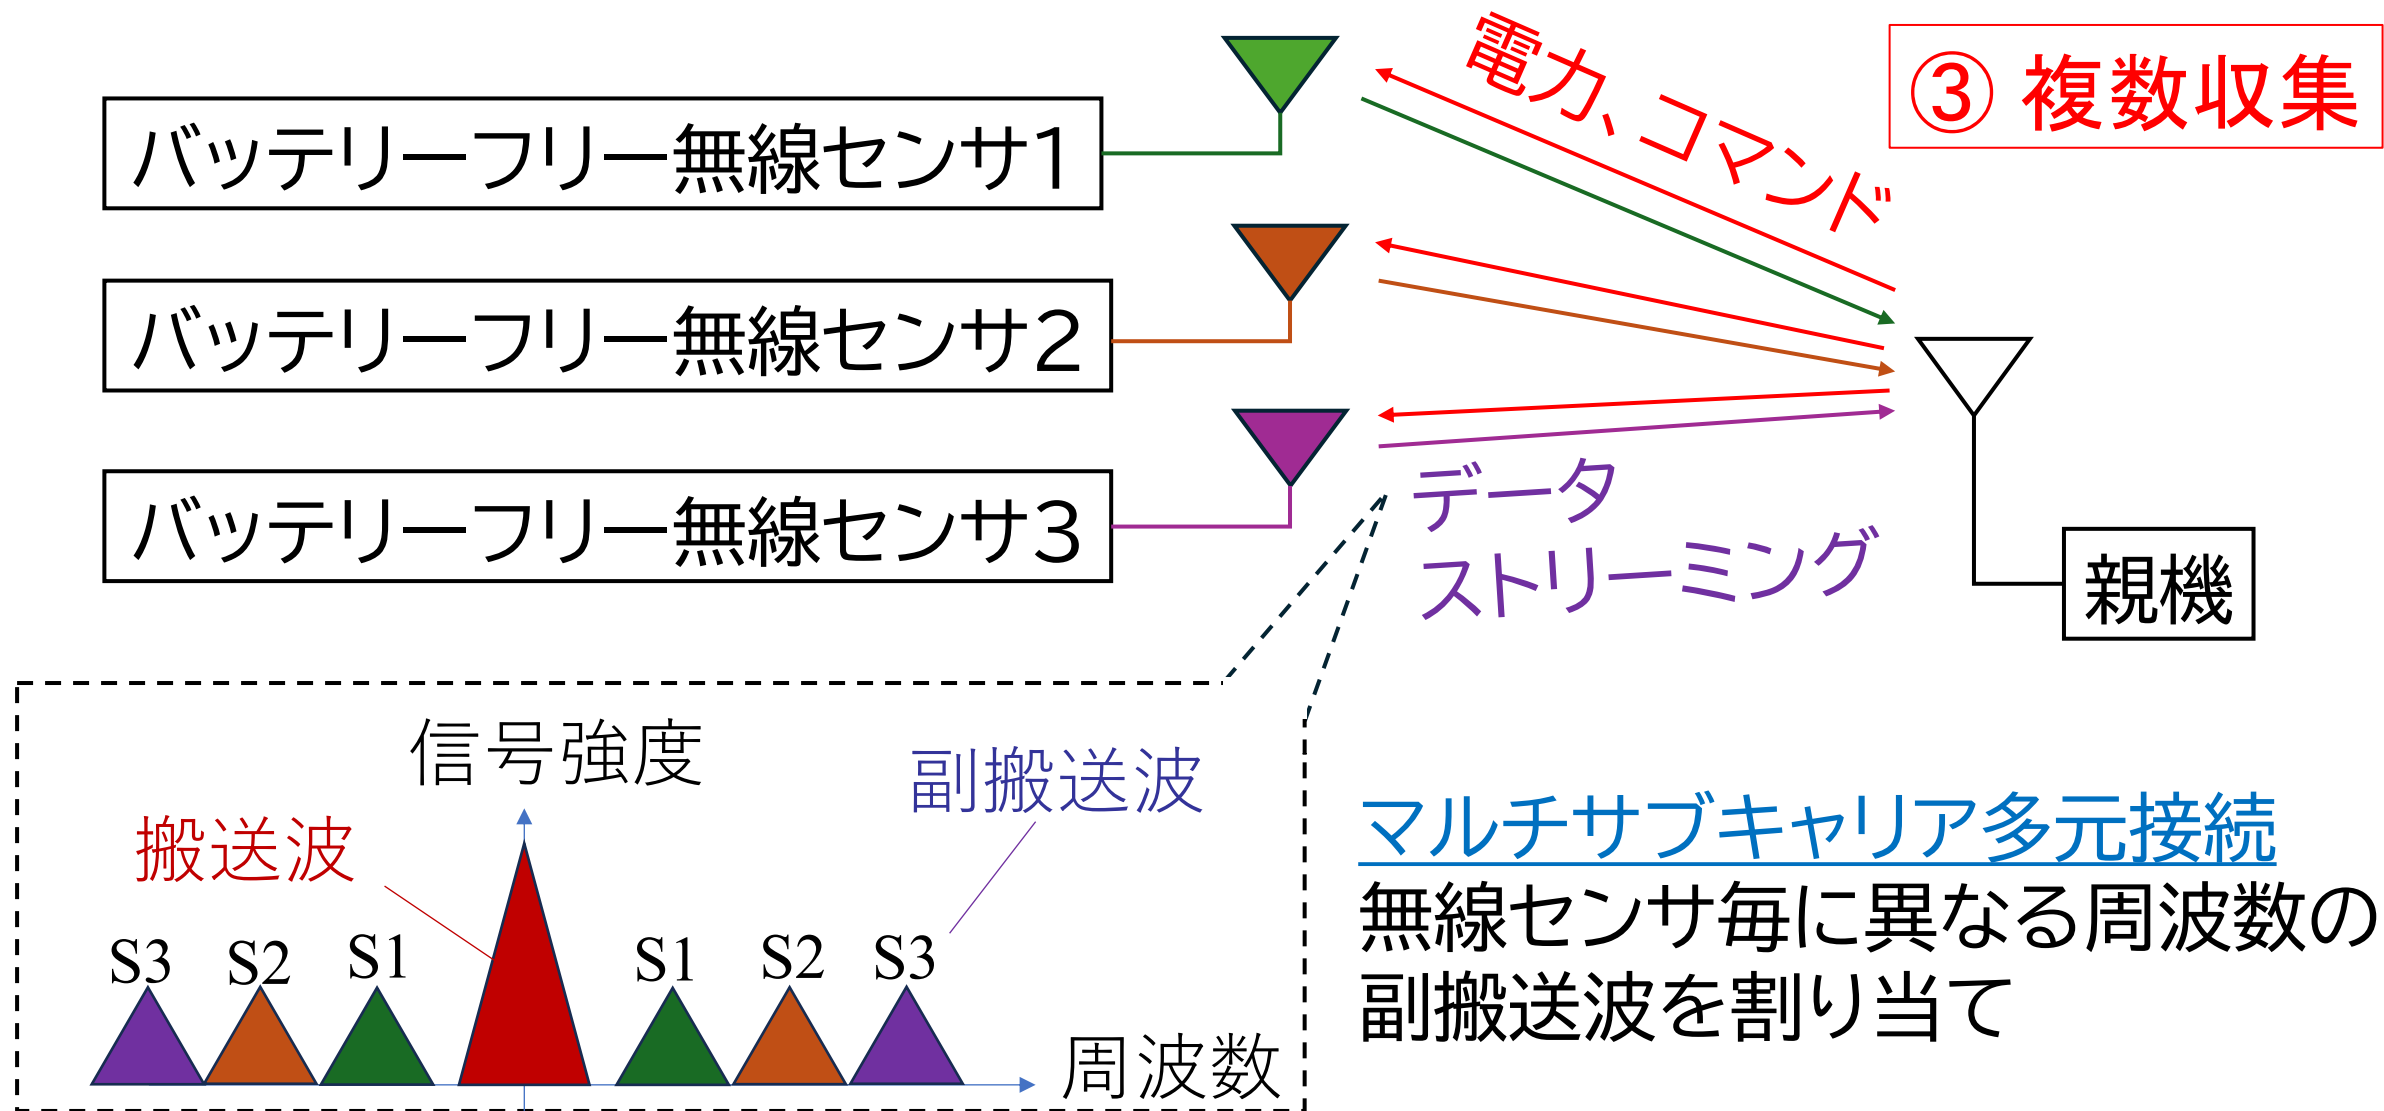 ③ 複数収集
電力、コマンド
バッテリーフリー無線センサ1
バッテリーフリー無線センサ2
バッテリーフリー無線センサ3
データ
ストリーミング
親機
信号強度
副搬送波
搬送波
S3 S2 S1 S1 S2 S3
周波数
マルチサブキャリア多元接続
無線センサ毎に異なる周波数の
副搬送波を割り当て